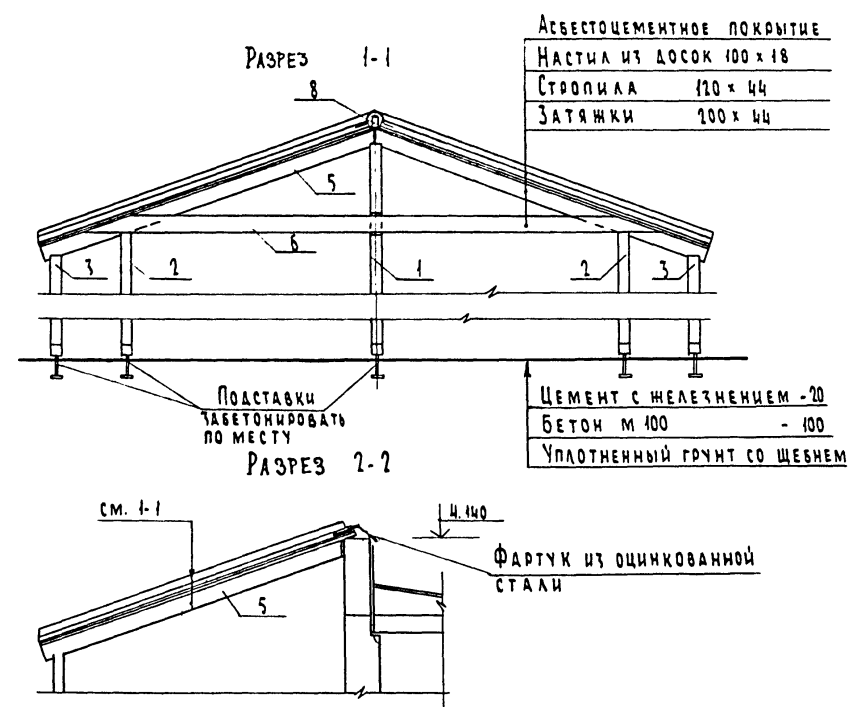 Разрез 1-1
Асбестоцементное покрытие
Настил из досок 100 × 18
Стропила 120 × 44
Затяжки 200 × 44
8
5
6
3
2
1
2
3
Подставки
забетонировать
по месту
Цемент с железнением - 20
Бетон М 100 - 100
Уплотненный грунт со щебнем
Разрез 2-2
см. 1-1
4.140
Фартук из оцинкованной
стали
5